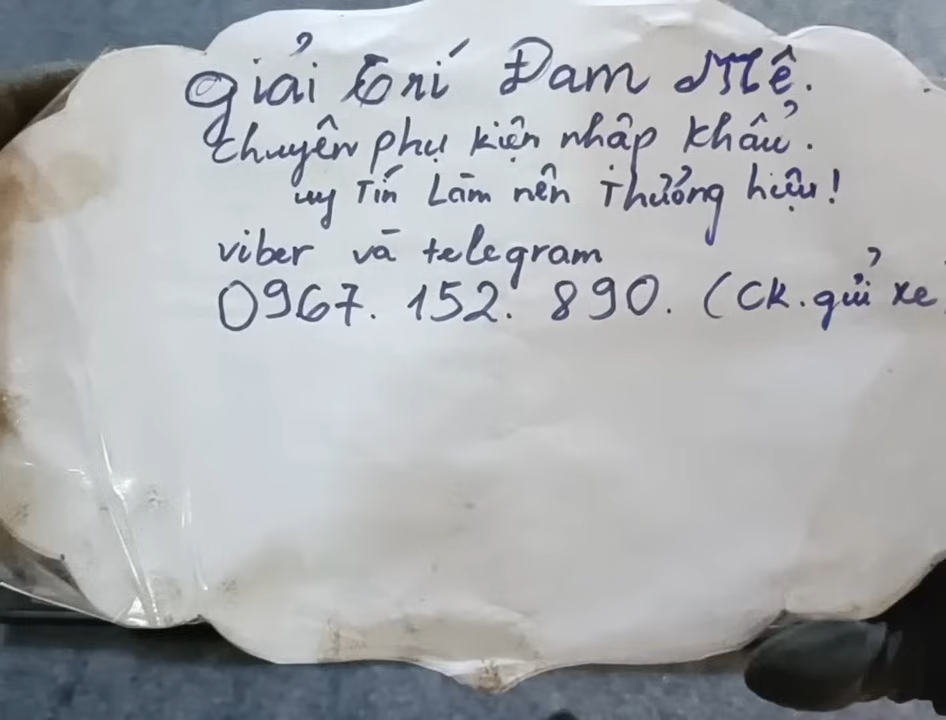 Giải trí Đam Mê.
chuyên phụ kiện nhập khẩu.
uy Tín Làm nên Thưởng hiệu!
viber và telegram
0967.152.890. (CK.gửi xe)